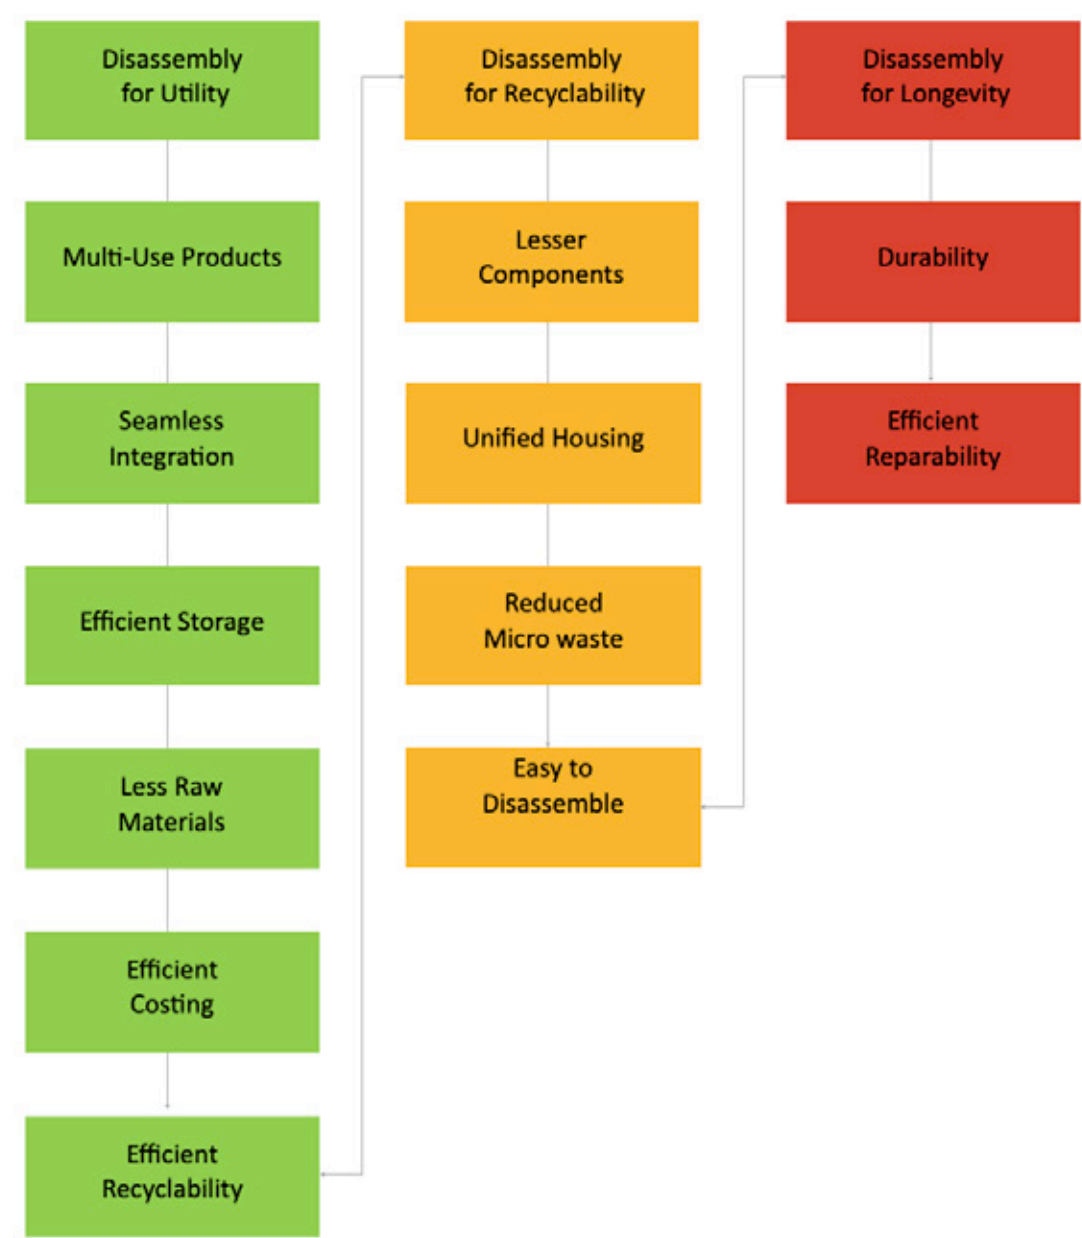 Disassembly
for Utility
Multi-Use Products
Seamless
Integration
Efficient Storage
Less Raw
Materials
Efficient
Costing
Efficient
Recyclability
Disassembly
for Recyclability
Lesser
Components
Unified Housing
Reduced
Micro waste
Easy to
Disassemble
Disassembly
for Longevity
Durability
Efficient
Reparability